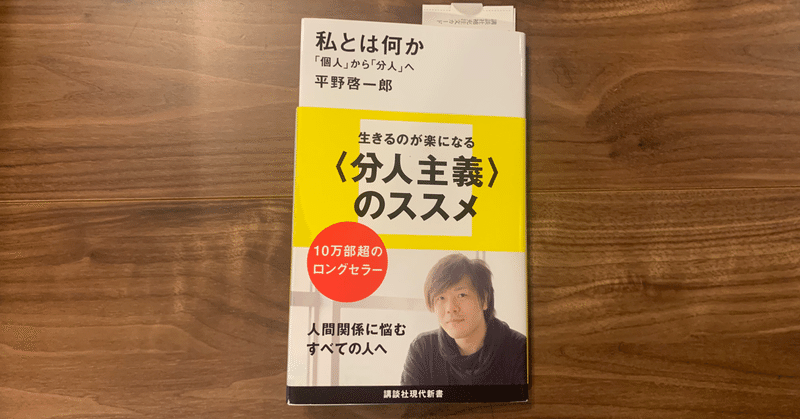 私とは何か
「個人」から「分人」へ
平野啓一郎
生きるのが楽になる
〈分人主義〉
のススメ
10万部超の
ロングセラー
人間関係に悩む
すべての人へ
講談社現代新書